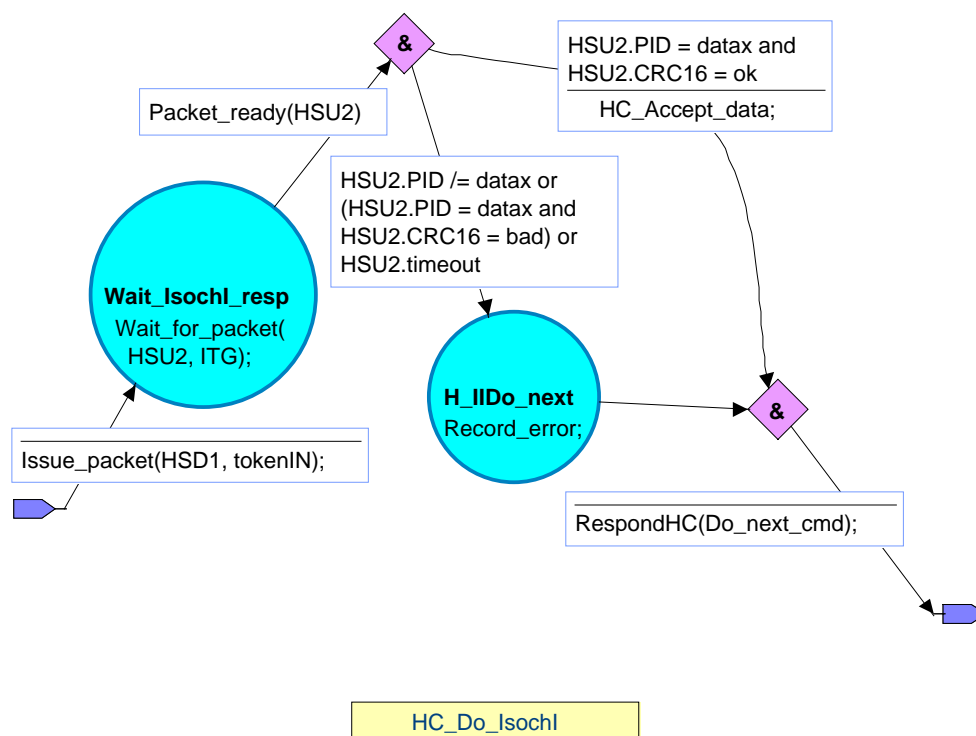 &
HSU2.PID = datax and
HSU2.CRC16 = ok
HC_Accept_data;
Packet_ready(HSU2)
HSU2.PID /= datax or
(HSU2.PID = datax and
HSU2.CRC16 = bad) or
HSU2.timeout
Wait_IsochI_resp
Wait_for_packet(
HSU2, ITG);
H_IIDo_next
Record_error;
&
Issue_packet(HSD1, tokenIN);
RespondHC(Do_next_cmd);
HC_Do_IsochI